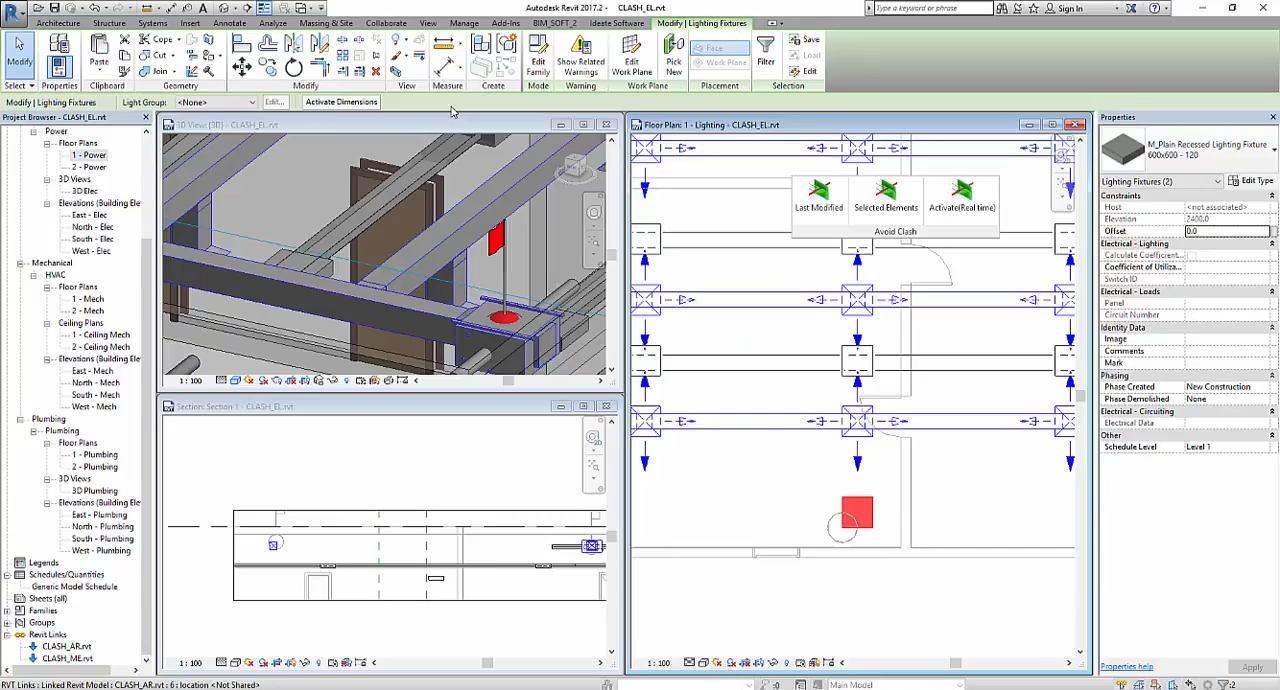 Autodesk Revit 2017.2 - CLASH_EL.rvt
Type a keyword or phrase
Sign In
Architecture Structure Systems Insert Annotate Analyze Massing & Site Collaborate View Manage Add-Ins BIM_SOFT_2 Ideate Software Modify | Lighting Fixtures
Modify
Paste
Cope
Cut
Join
Edit Family
Show Related Warnings
Edit Work Plane
Pick New
Face
Work Plane
Filter
Save
Load
Edit
Select Properties Clipboard Geometry Modify View Measure Create Mode Warning Work Plane Placement Selection
Modify | Lighting Fixtures Light Group: <None> Edit... Activate Dimensions
Project Browser - CLASH_EL.rvt
Power
Floor Plans
1 - Power
2 - Power
3D Views
3D Elec
Elevations (Building Ele
East - Elec
North - Elec
South - Elec
West - Elec
Mechanical
HVAC
Floor Plans
1 - Mech
2 - Mech
Ceiling Plans
1 - Ceiling Mech
2 - Ceiling Mech
Elevations (Building Ele
East - Mech
North - Mech
South - Mech
West - Mech
Plumbing
Plumbing
Floor Plans
1 - Plumbing
2 - Plumbing
3D Views
3D Plumbing
Elevations (Building Ele
East - Plumbing
North - Plumbing
South - Plumbing
West - Plumbing
Legends
Schedules/Quantities
Generic Model Schedule
Sheets (all)
Families
Groups
Revit Links
CLASH_AR.rvt
CLASH_ME.rvt
3D View: {3D} - CLASH_EL.rvt
1 : 100
Section: Section 1 - CLASH_EL.rvt
1 : 100
Floor Plan: 1 - Lighting - CLASH_EL.rvt
Last Modified Selected Elements Activate(Real time)
Avoid Clash
1 : 100
Properties
M_Plain Recessed Lighting Fixture
600x600 - 120
Lighting Fixtures (2) Edit Type
Constraints
Host <not associated>
Elevation 2400.0
Offset 0.0
Electrical - Lighting
Calculate Coefficient...
Coefficient of Utiliza...
Switch ID
Electrical - Loads
Panel
Circuit Number
Identity Data
Image
Comments
Mark
Phasing
Phase Created New Construction
Phase Demolished None
Electrical - Circuiting
Electrical Data
Other
Schedule Level Level 1
Properties help Apply
RVT Links : Linked Revit Model : CLASH_AR.rvt : 6 : location <Not Shared>
:0
Main Model
:2